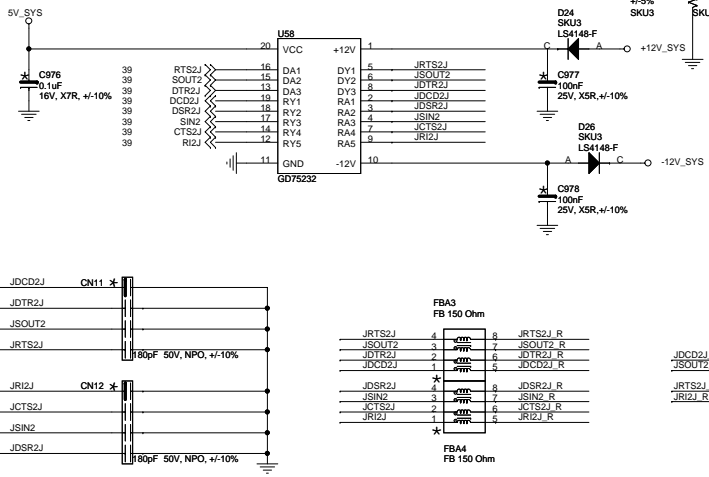 5V_SYS
+/-5%
SKU3
SKU
D24
SKU3
LS4148-F
C A
+12V_SYS
U58
20 VCC +12V 1
C976
0.1uF
16V, X7R, +/-10%
39 RTS2J 16 DA1 DY1 5 JRTS2J
39 SOUT2 15 DA2 DY2 6 JSOUT2
39 DTR2J 13 DA3 DY3 8 JDTR2J
39 DCD2J 19 RY1 RA1 2 JDCD2J
39 DSR2J 18 RY2 RA2 3 JDSR2J
39 SIN2 17 RY3 RA3 4 JSIN2
39 CTS2J 14 RY4 RA4 7 JCTS2J
39 RI2J 12 RY5 RA5 9 JRI2J
11 GND -12V 10
GD75232
C977
100nF
25V, X5R,+/-10%
D26
SKU3
LS4148-F
A C
-12V_SYS
C978
100nF
25V, X5R,+/-10%
JDCD2J CN11
JDTR2J
JSOUT2
JRTS2J
180pF 50V, NPO, +/-10%
JRI2J CN12
JCTS2J
JSIN2
JDSR2J
180pF 50V, NPO, +/-10%
FBA3
FB 150 Ohm
JRTS2J 4 8 JRTS2J_R
JSOUT2 3 7 JSOUT2_R
JDTR2J 2 6 JDTR2J_R
JDCD2J 1 5 JDCD2J_R
JDSR2J 4 8 JDSR2J_R
JSIN2 3 7 JSIN2_R
JCTS2J 2 6 JCTS2J_R
JRI2J 1 5 JRI2J_R
FBA4
FB 150 Ohm
JDCD2J_
JSOUT2
JRTS2J_
JRI2J_R